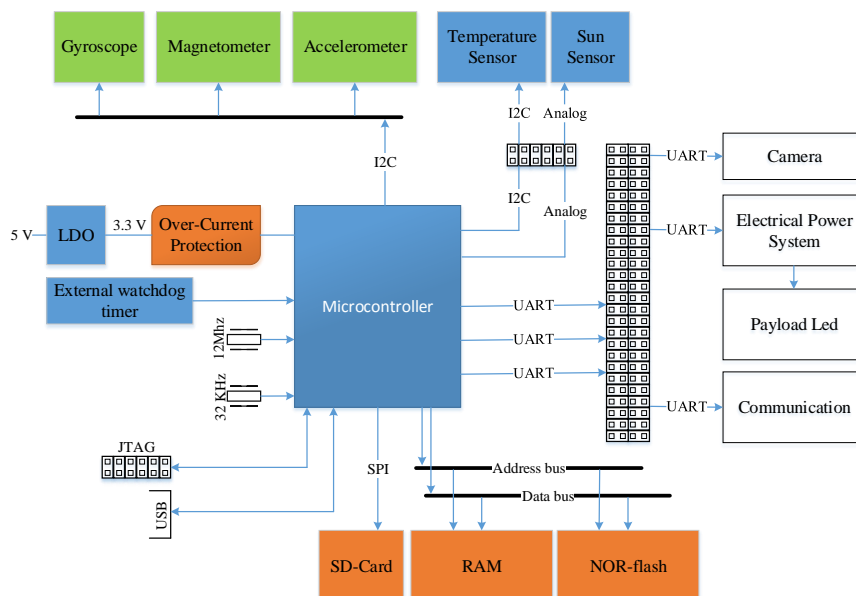 Gyroscope
Magnetometer
Accelerometer
Temperature
Sensor
Sun
Sensor
I2C
Analog
I2C
I2C
Analog
UART
Camera
5 V
LDO
3.3 V
Over-Current
Protection
UART
Electrical Power
System
External watchdog
timer
Microcontroller
UART
UART
UART
Payload Led
12Mhz
32 KHz
UART
Communication
JTAG
USB
SPI
Address bus
Data bus
SD-Card
RAM
NOR-flash